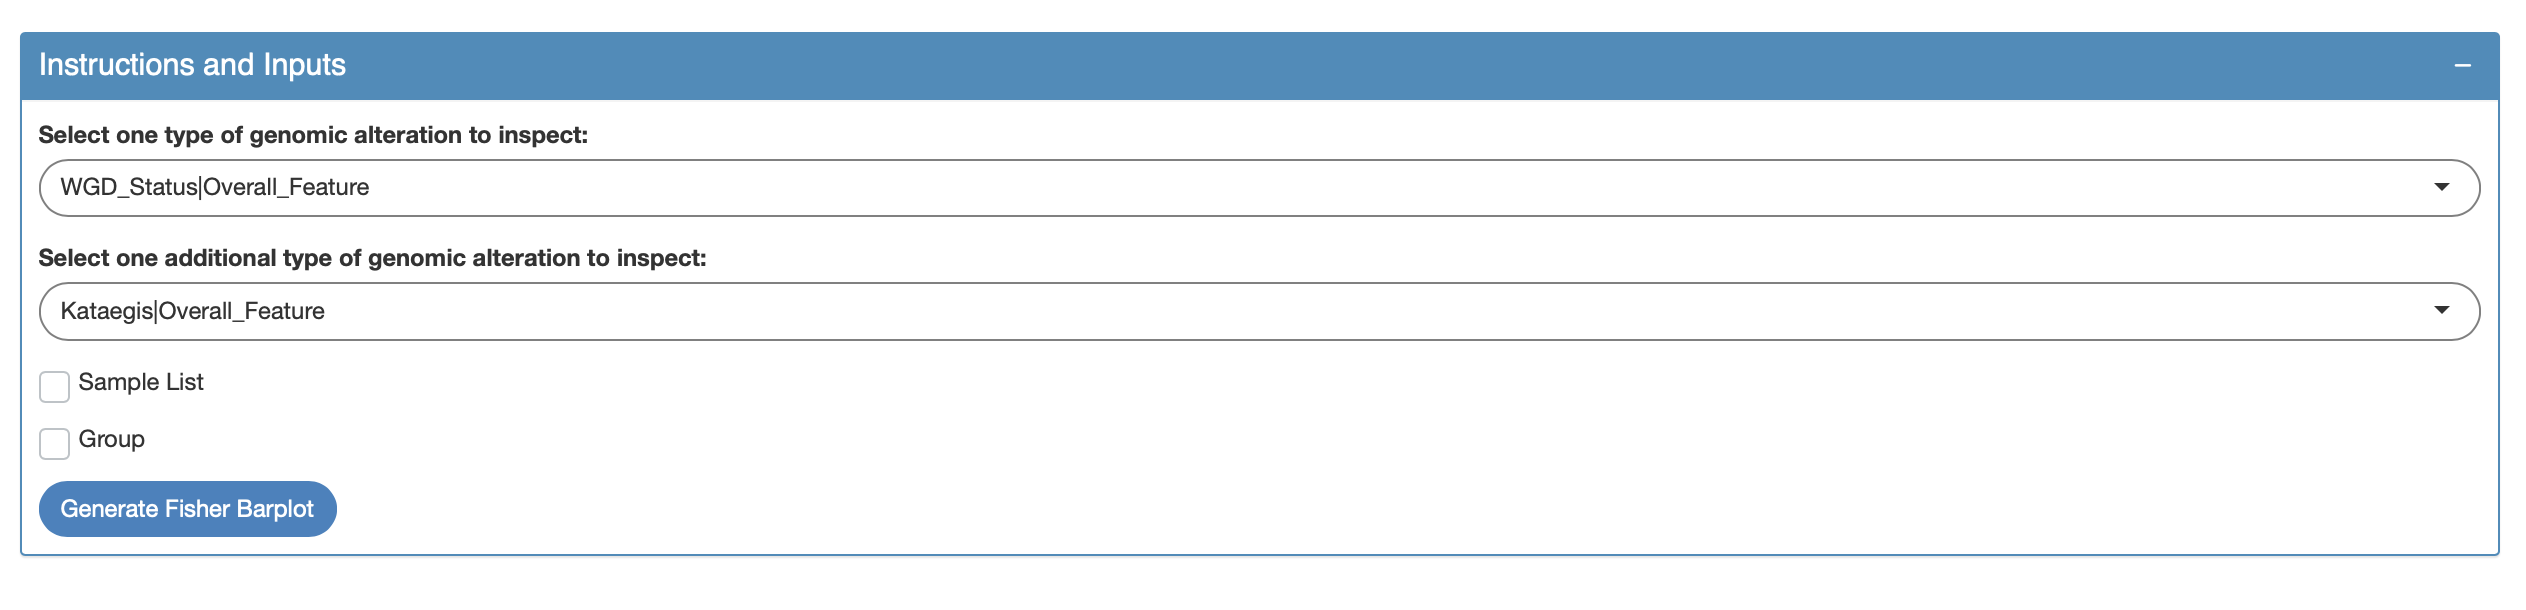 Instructions and Inputs
Select one type of genomic alteration to inspect:
WGD_Status|Overall_Feature
Select one additional type of genomic alteration to inspect:
Kataegis|Overall_Feature
Sample List
Group
Generate Fisher Barplot